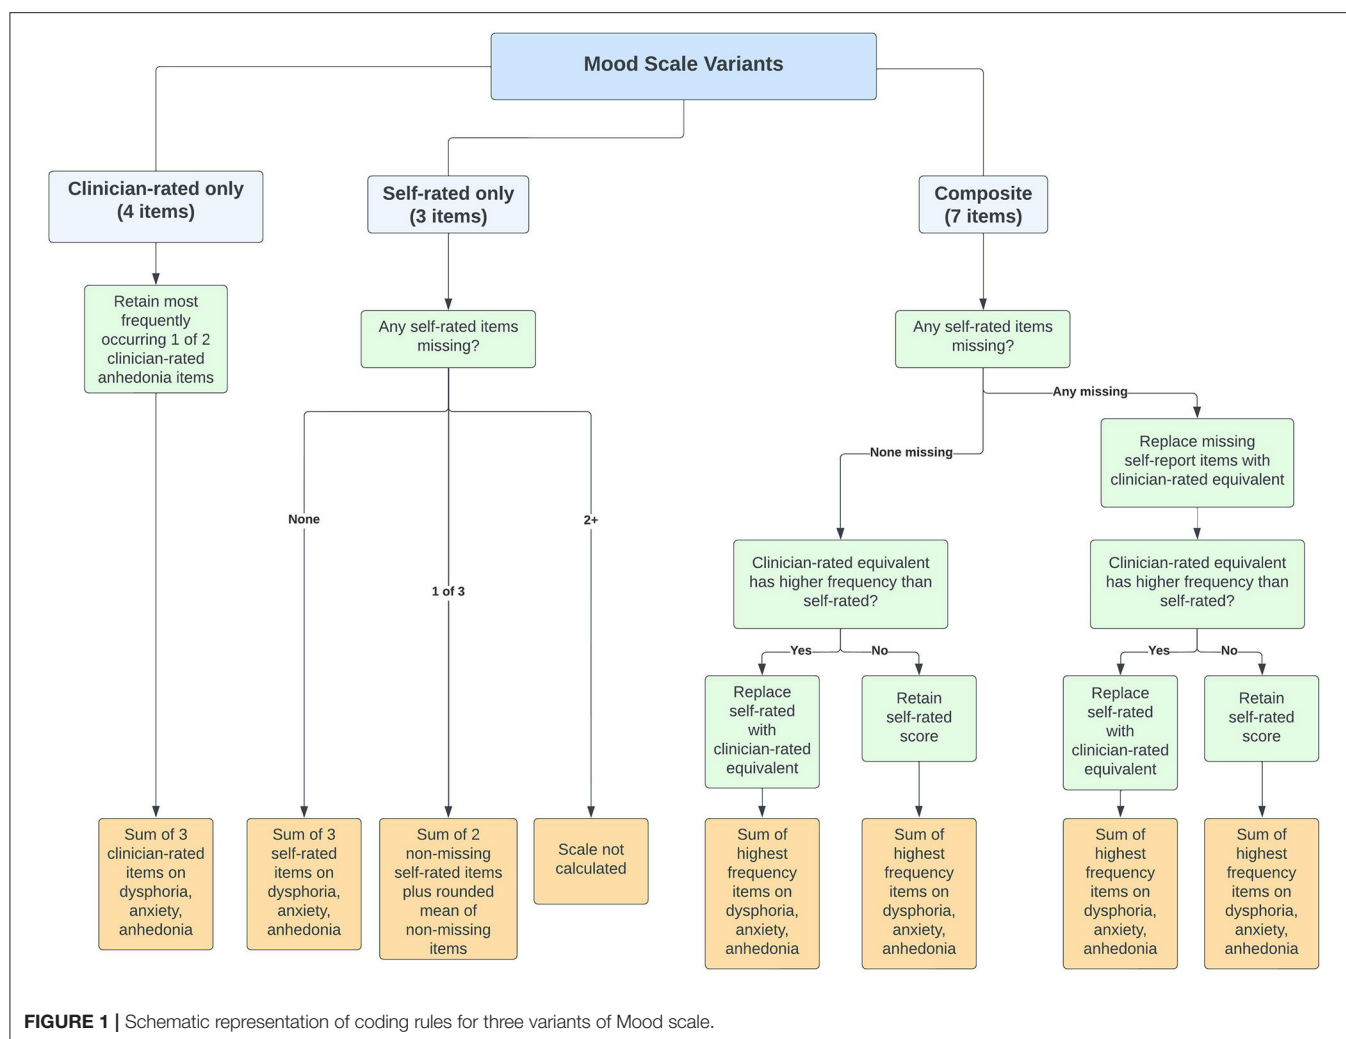 Mood Scale Variants
Clinician-rated only
(4 items)
Self-rated only
(3 items)
Composite
(7 items)
Retain most
frequently
occurring 1 of 2
clinician-rated
anhedonia items
Any self-rated items
missing?
Any self-rated items
missing?
Any missing
None missing
Replace missing
self-report items with
clinician-rated equivalent
None
2+
1 of 3
Clinician-rated equivalent
has higher frequency than
self-rated?
Clinician-rated equivalent
has higher frequency than
self-rated?
Yes
No
Yes
No
Replace
self-rated
with
clinician-rated
equivalent
Retain
self-rated
score
Replace
self-rated
with
clinician-rated
equivalent
Retain
self-rated
score
Sum of 3
clinician-rated
items on
dysphoria,
anxiety,
anhedonia
Sum of 3
self-rated
items on
dysphoria,
anxiety,
anhedonia
Sum of 2
non-missing
self-rated items
plus rounded
mean of
non-missing
items
Scale not
calculated
Sum of
highest
frequency
items on
dysphoria,
anxiety,
anhedonia
Sum of
highest
frequency
items on
dysphoria,
anxiety,
anhedonia
Sum of
highest
frequency
items on
dysphoria,
anxiety,
anhedonia
Sum of
highest
frequency
items on
dysphoria,
anxiety,
anhedonia
FIGURE 1 | Schematic representation of coding rules for three variants of Mood scale.